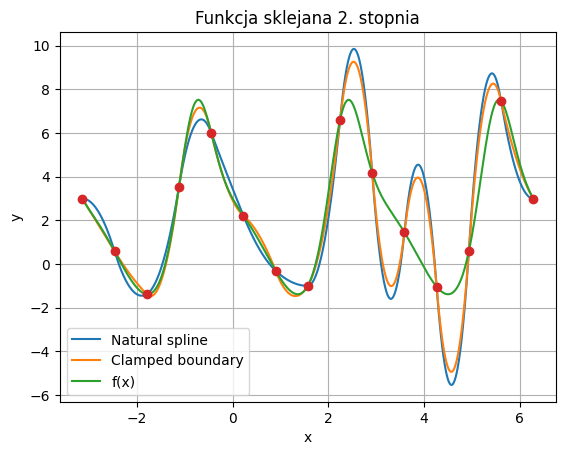 Funkcja sklejana 2. stopnia
y
10
8
6
4
2
0
−2
−4
−6
Natural spline
Clamped boundary
f(x)
−2
0
2
4
6
x